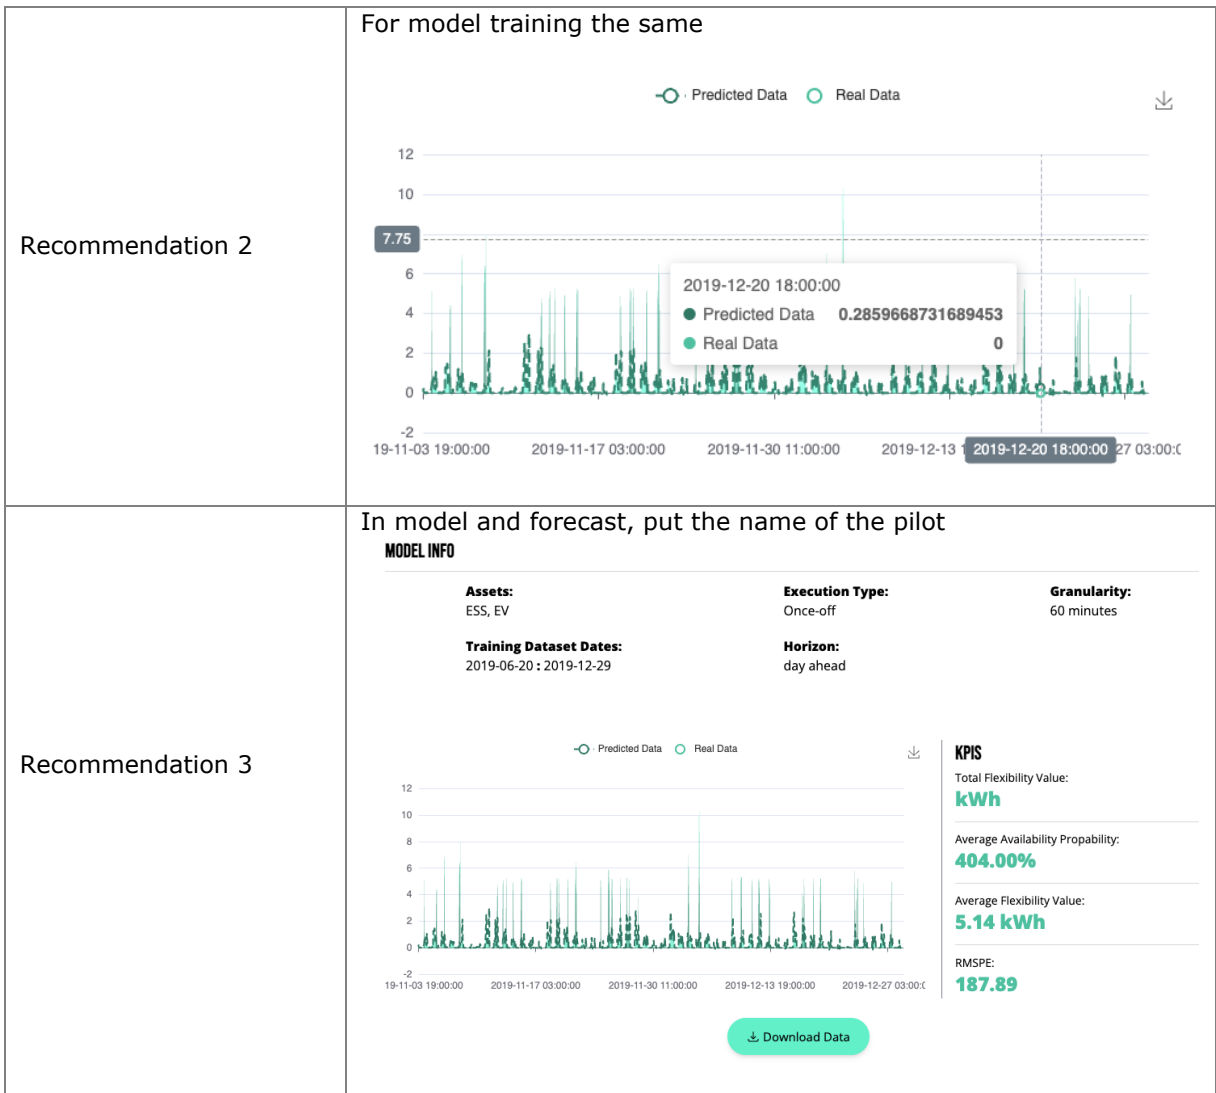 For model training the same
Predicted Data Real Data
12
10
7.75
6
4
2
0
-2
2019-12-20 18:00:00
Predicted Data 0.2859668731689453
Real Data 0
19-11-03 19:00:00 2019-11-17 03:00:00 2019-11-30 11:00:00 2019-12-13 1 2019-12-20 18:00:00 27 03:00:(
Recommendation 2
In model and forecast, put the name of the pilot
MODEL INFO
Assets: Execution Type: Granularity:
ESS, EV Once-off 60 minutes
Training Dataset Dates: Horizon:
2019-06-20 : 2019-12-29 day ahead
Recommendation 3
Predicted Data Real Data
12
10
8
6
4
2
0
-2
19-11-03 19:00:00 2019-11-17 03:00:00 2019-11-30 11:00:00 2019-12-13 19:00:00 2019-12-27 03:00:(
KPIS
Total Flexibility Value:
kWh
Average Availability Propability:
404.00%
Average Flexibility Value:
5.14 kWh
RMSPE:
187.89
Download Data